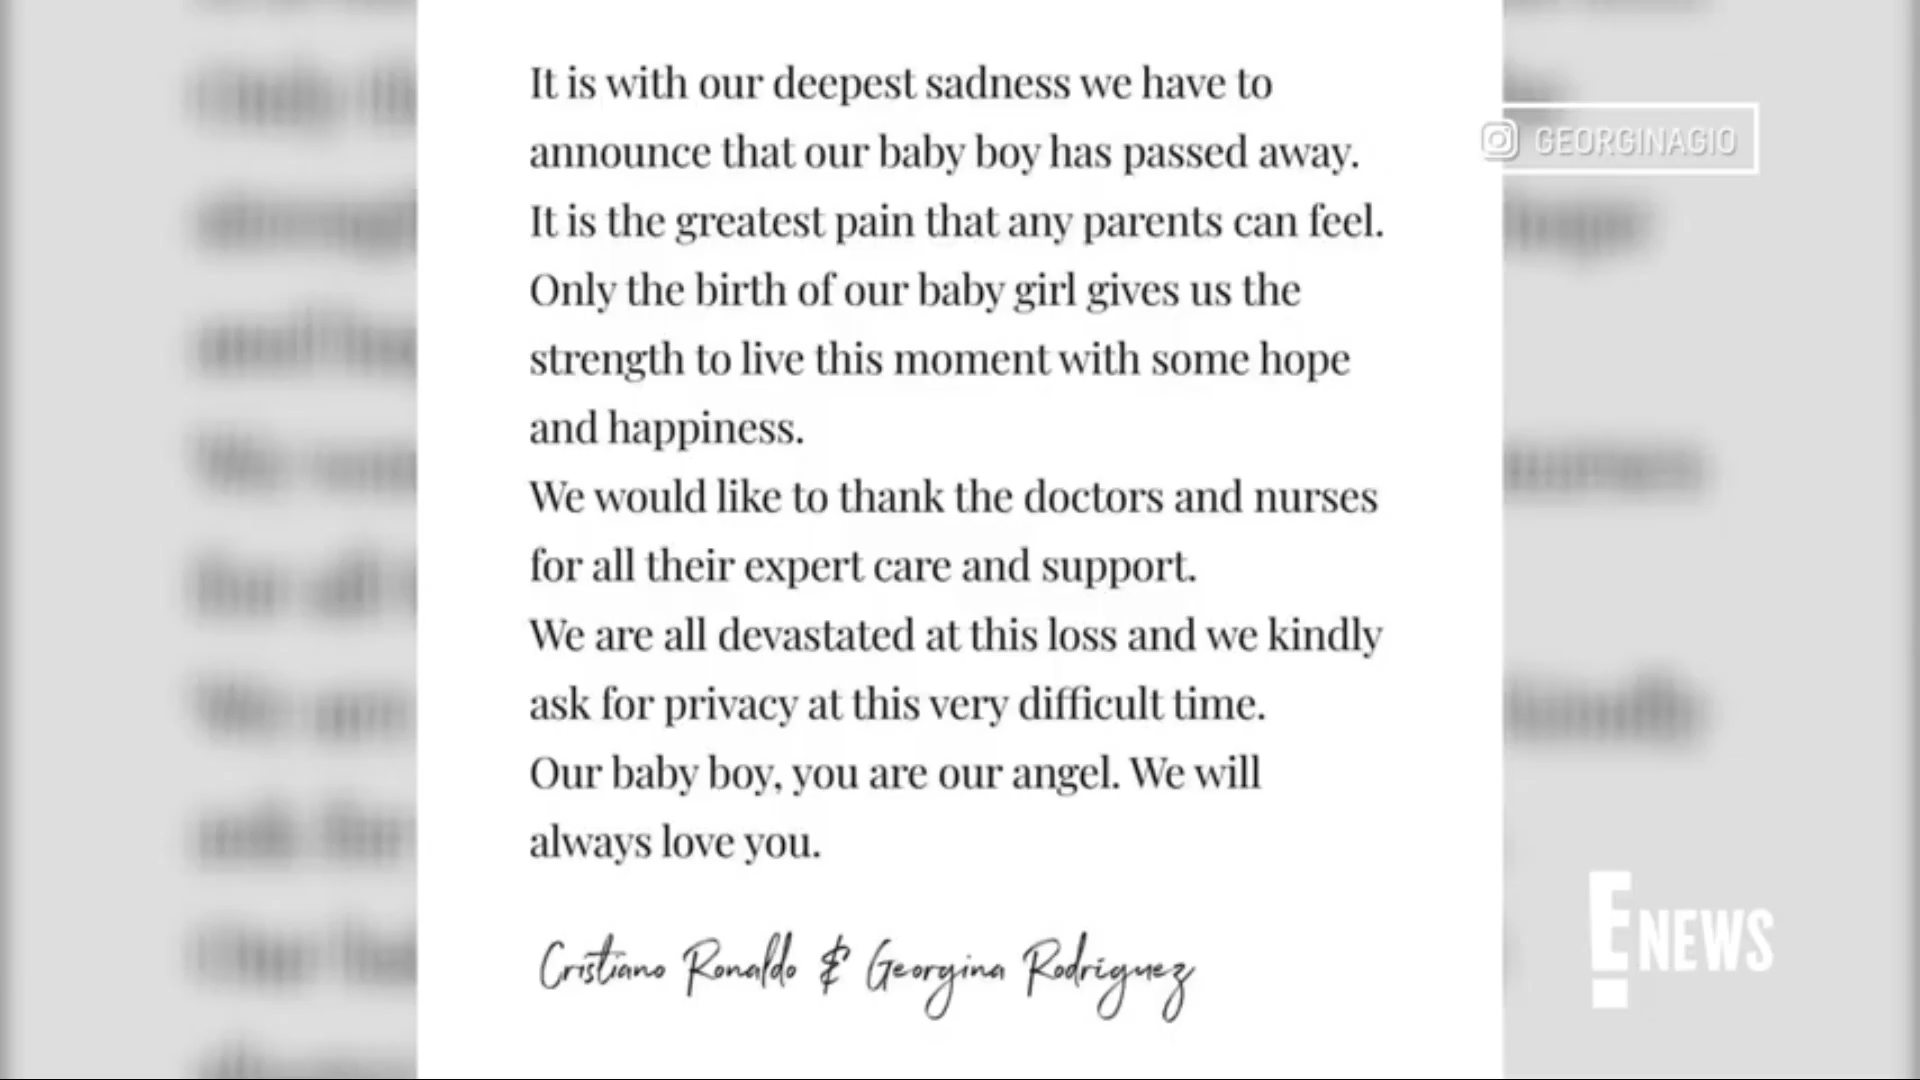 It is with our deepest sadness we have to
announce that our baby boy has passed away.
It is the greatest pain that any parents can feel.
Only the birth of our baby girl gives us the
strength to live this moment with some hope
and happiness.
We would like to thank the doctors and nurses
for all their expert care and support.
We are all devastated at this loss and we kindly
ask for privacy at this very difficult time.
Our baby boy, you are our angel. We will
always love you.
Cristiano Ronaldo & Georgina Rodriguez
GEORGINAGIO
E NEWS